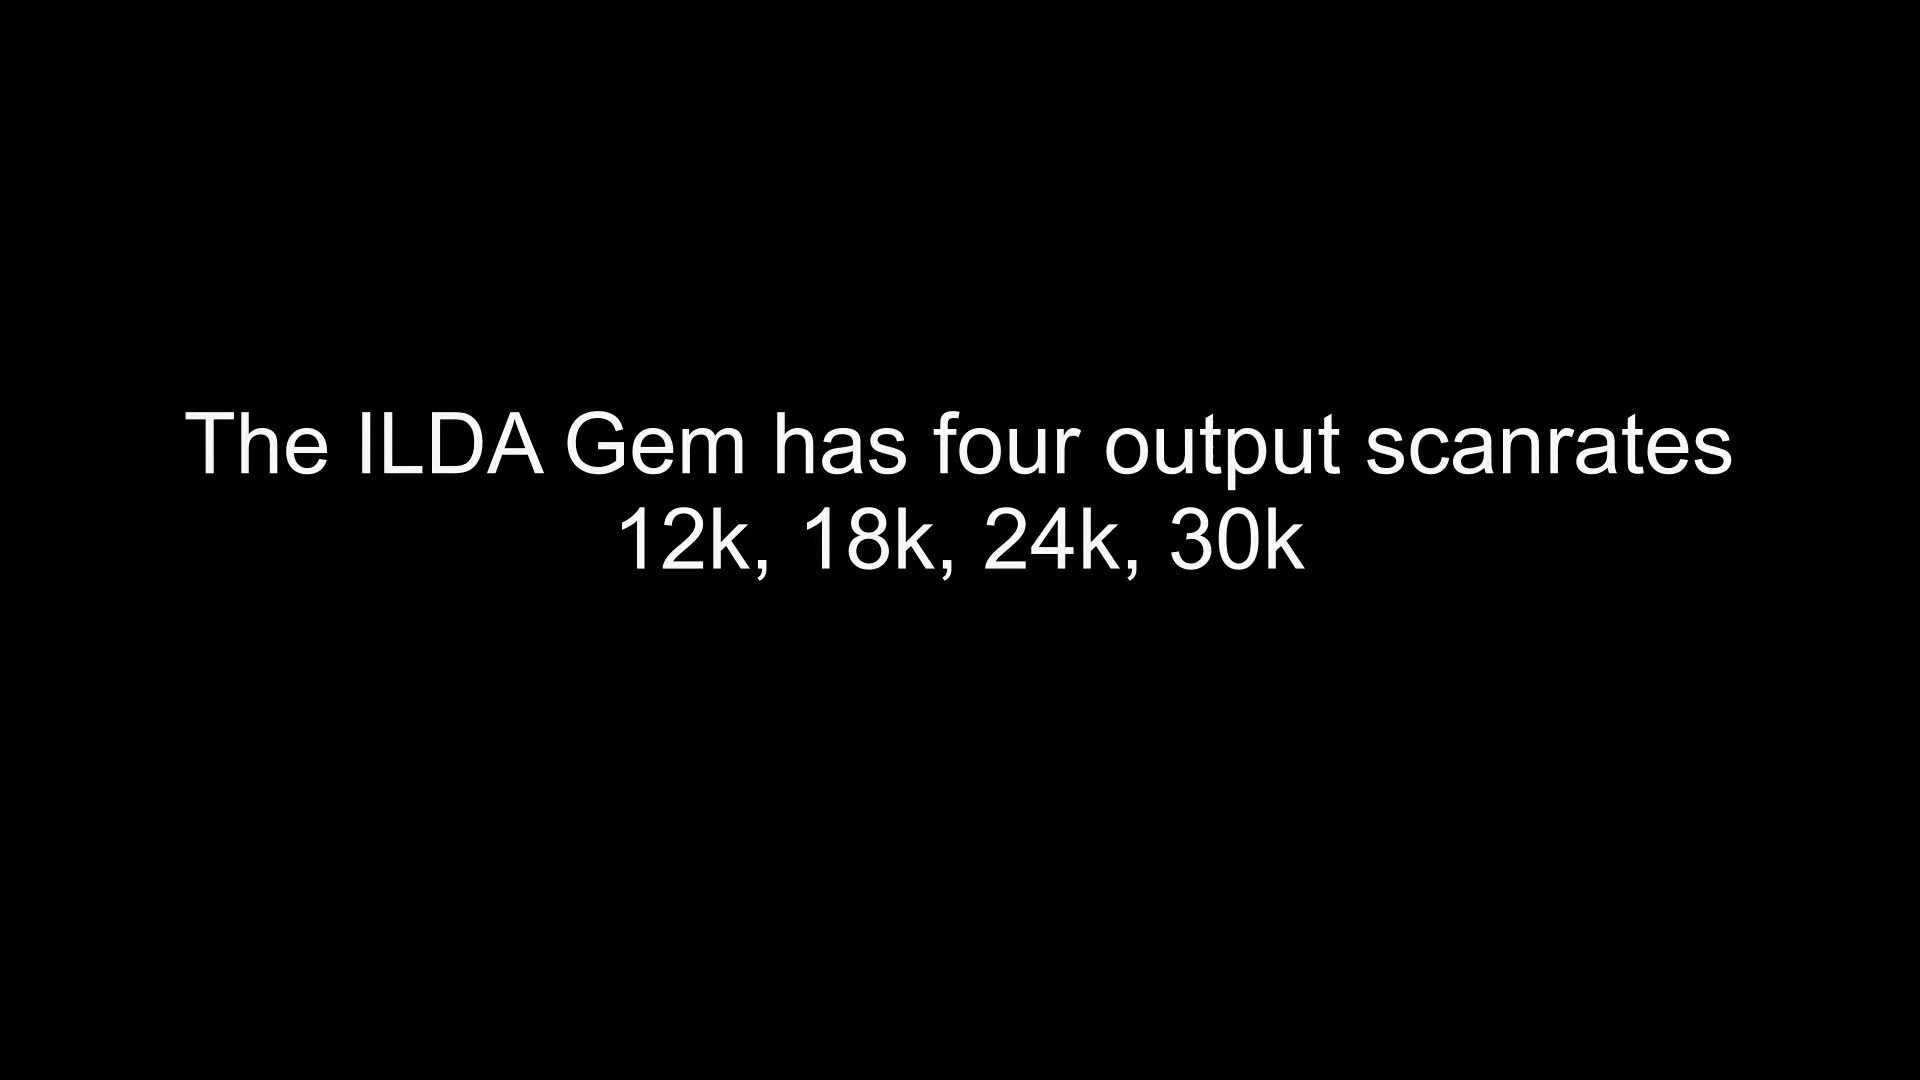 The ILDA Gem has four output scanrates
12k, 18k, 24k, 30k